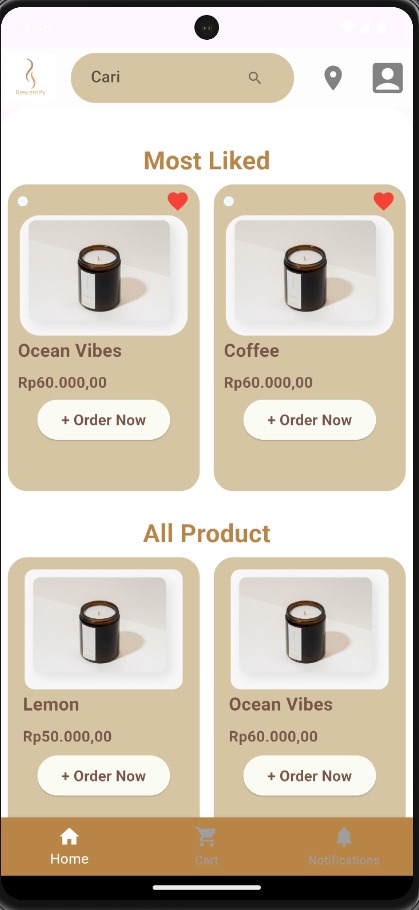 Rescentify
Cari
Most Liked
Ocean Vibes
Rp60.000,00
+ Order Now
Coffee
Rp60.000,00
+ Order Now
All Product
Lemon
Rp50.000,00
+ Order Now
Ocean Vibes
Rp60.000,00
+ Order Now
Home
Cart
Notifications